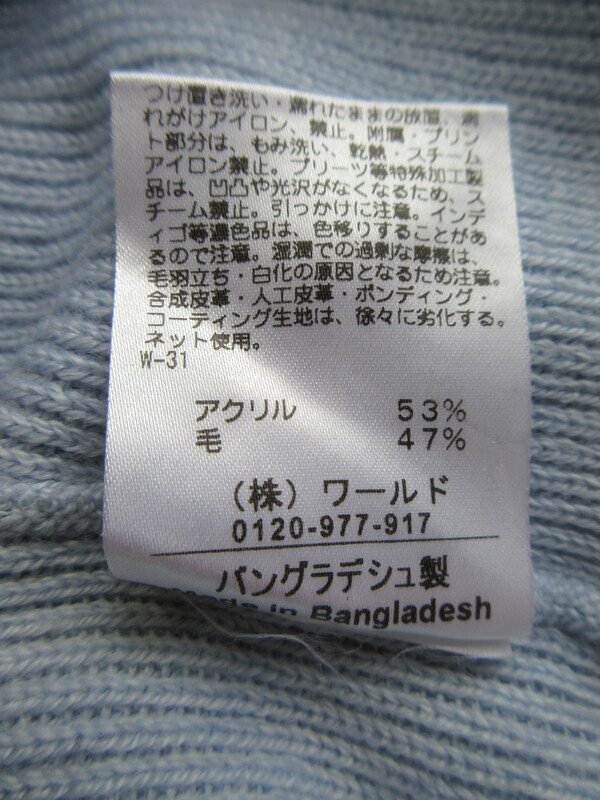 つけ置き洗い・濡れたままの放置、濡
れがけアイロン、禁止。附属・プリン
ト部分は、もみ洗い、乾熱・スチーム
アイロン禁止。プリーツ等特殊加工製
品は、凹凸や光沢がなくなるため、ス
チーム禁止。引っかけに注意。インデ
ィゴ等濃色品は、色移りすることがあ
るので注意。湿潤での過剰な摩擦は、
毛羽立ち・白化の原因となるため注意。
合成皮革・人工皮革・ボンディング・
コーティング生地は、徐々に劣化する。
ネット使用。
W-31
アクリル 53%
毛 47%
(株) ワールド
0120-977-917
バングラデシュ製
Made in Bangladesh